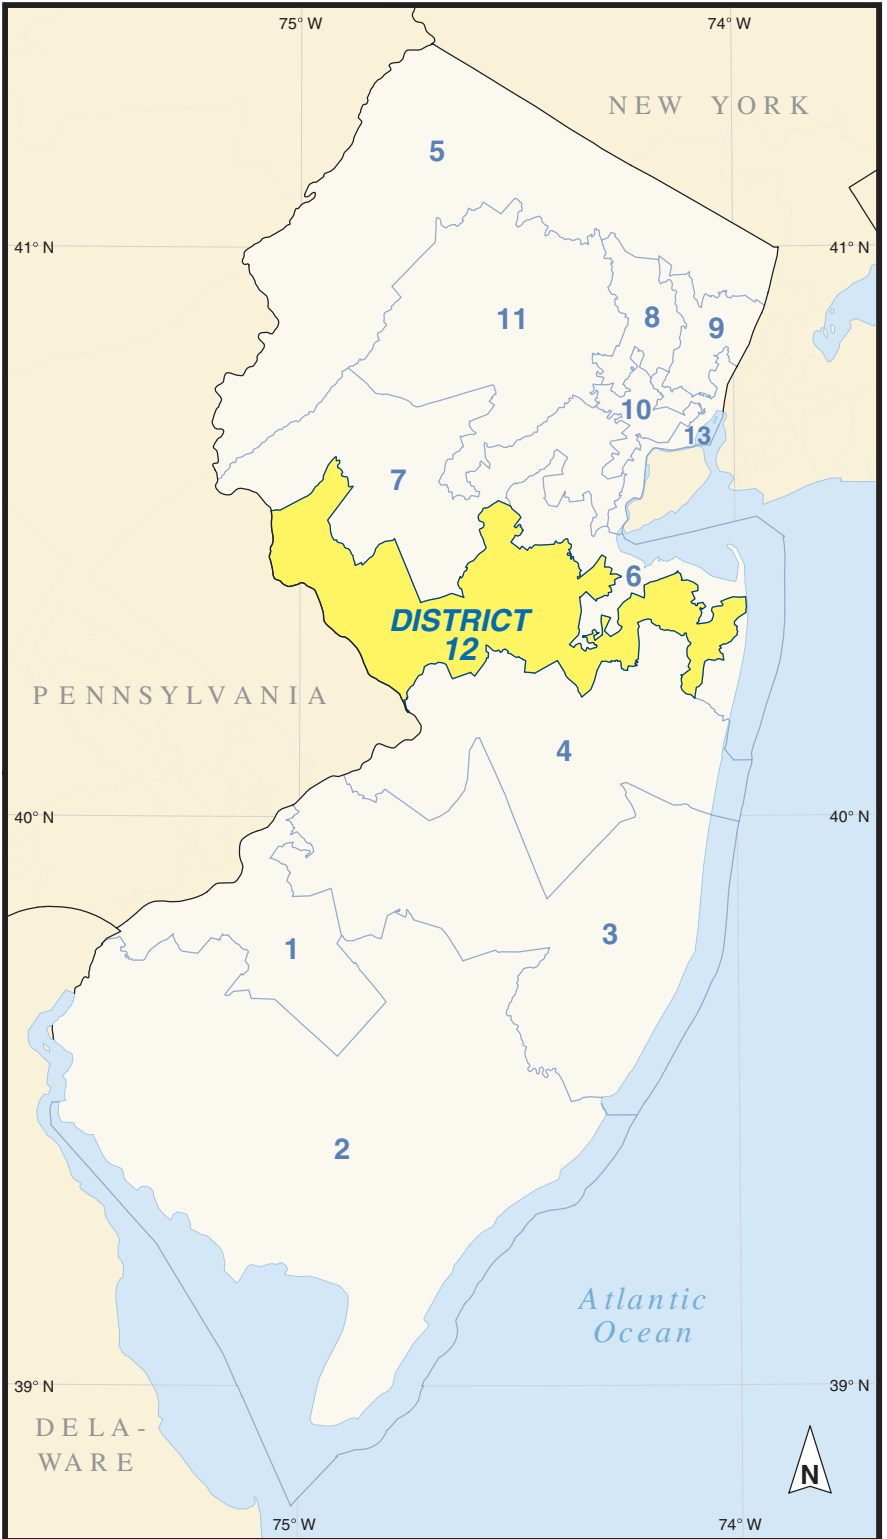 75° W
74° W
NEW YORK
5
41° N
41° N
11
8
9
10
13
7
6
DISTRICT
12
PENNSYLVANIA
4
40° N
40° N
3
1
2
Atlantic
Ocean
39° N
39° N
DELA-
WARE
N
75° W
74° W